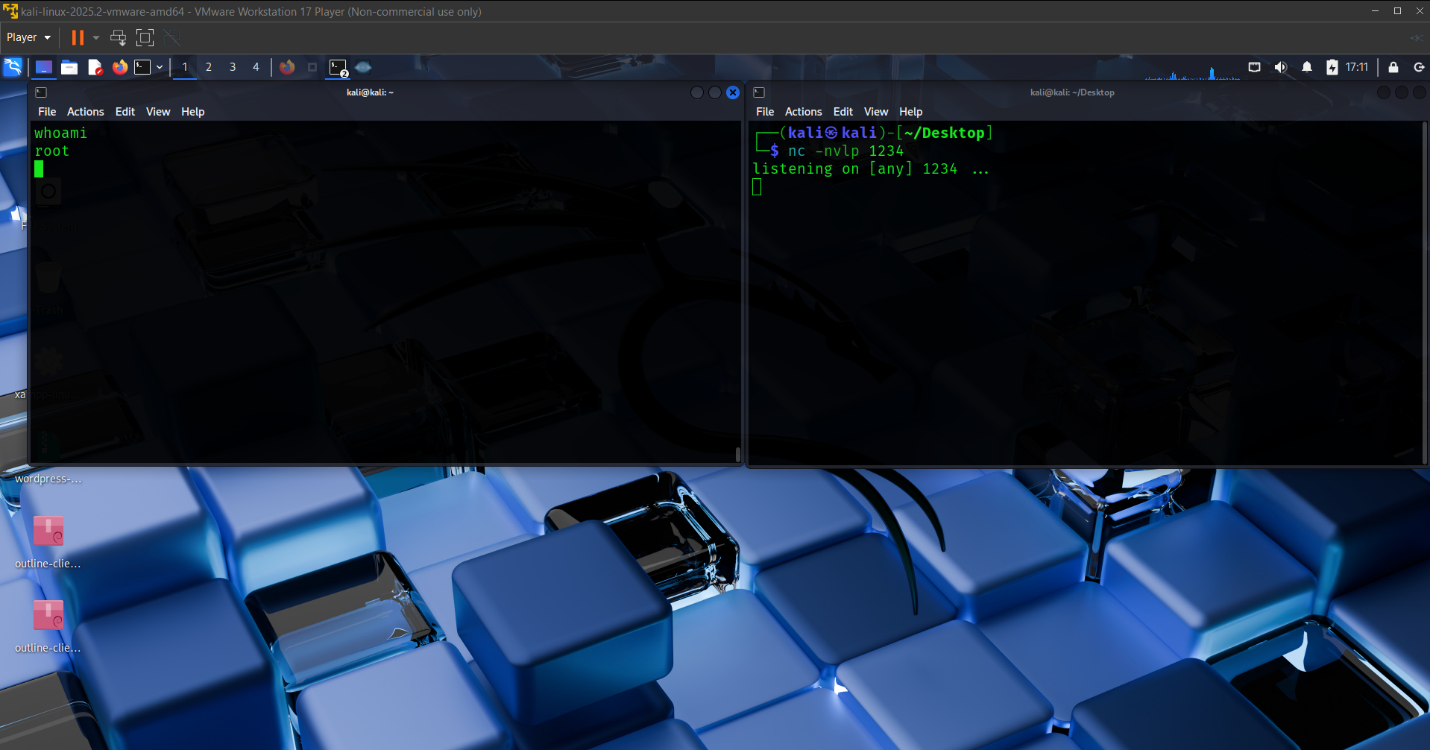 kali-linux-2025.2-vmware-amd64 - VMware Workstation 17 Player (Non-commercial use only)
Player
1 2 3 4
2
17:11
kali@kali: ~
File Actions Edit View Help
whoami
root
kali@kali: ~/Desktop
File Actions Edit View Help
┌──(kali㉿kali)-[~/Desktop]
└─$ nc -nvlp 1234
listening on [any] 1234 ...
F
xa
wordpress-...
outline-clie...
outline-clie...